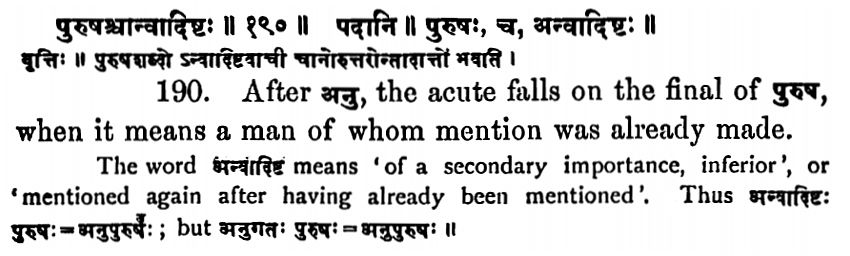 पुरुषश्चान्वादिष्टः ॥ १९० ॥ पदानि ॥ पुरुषः, च, अन्वादिष्टः ॥
वृत्तिः ॥ पुरुषशब्दो ऽन्वादिष्टवाची चानोरुत्तरोन्तोदात्तो भवति ।
190. After अनु, the acute falls on the final of पुरुष,
when it means a man of whom mention was already made.
The word अन्वादिष्ट means ‘of a secondary importance, inferior’, or
‘mentioned again after having already been mentioned’. Thus अन्वादिष्टः
पुरुषः=अनुपुरुषः॑ ; but अनुगतः पुरुषः=अनुपुरुषः ॥